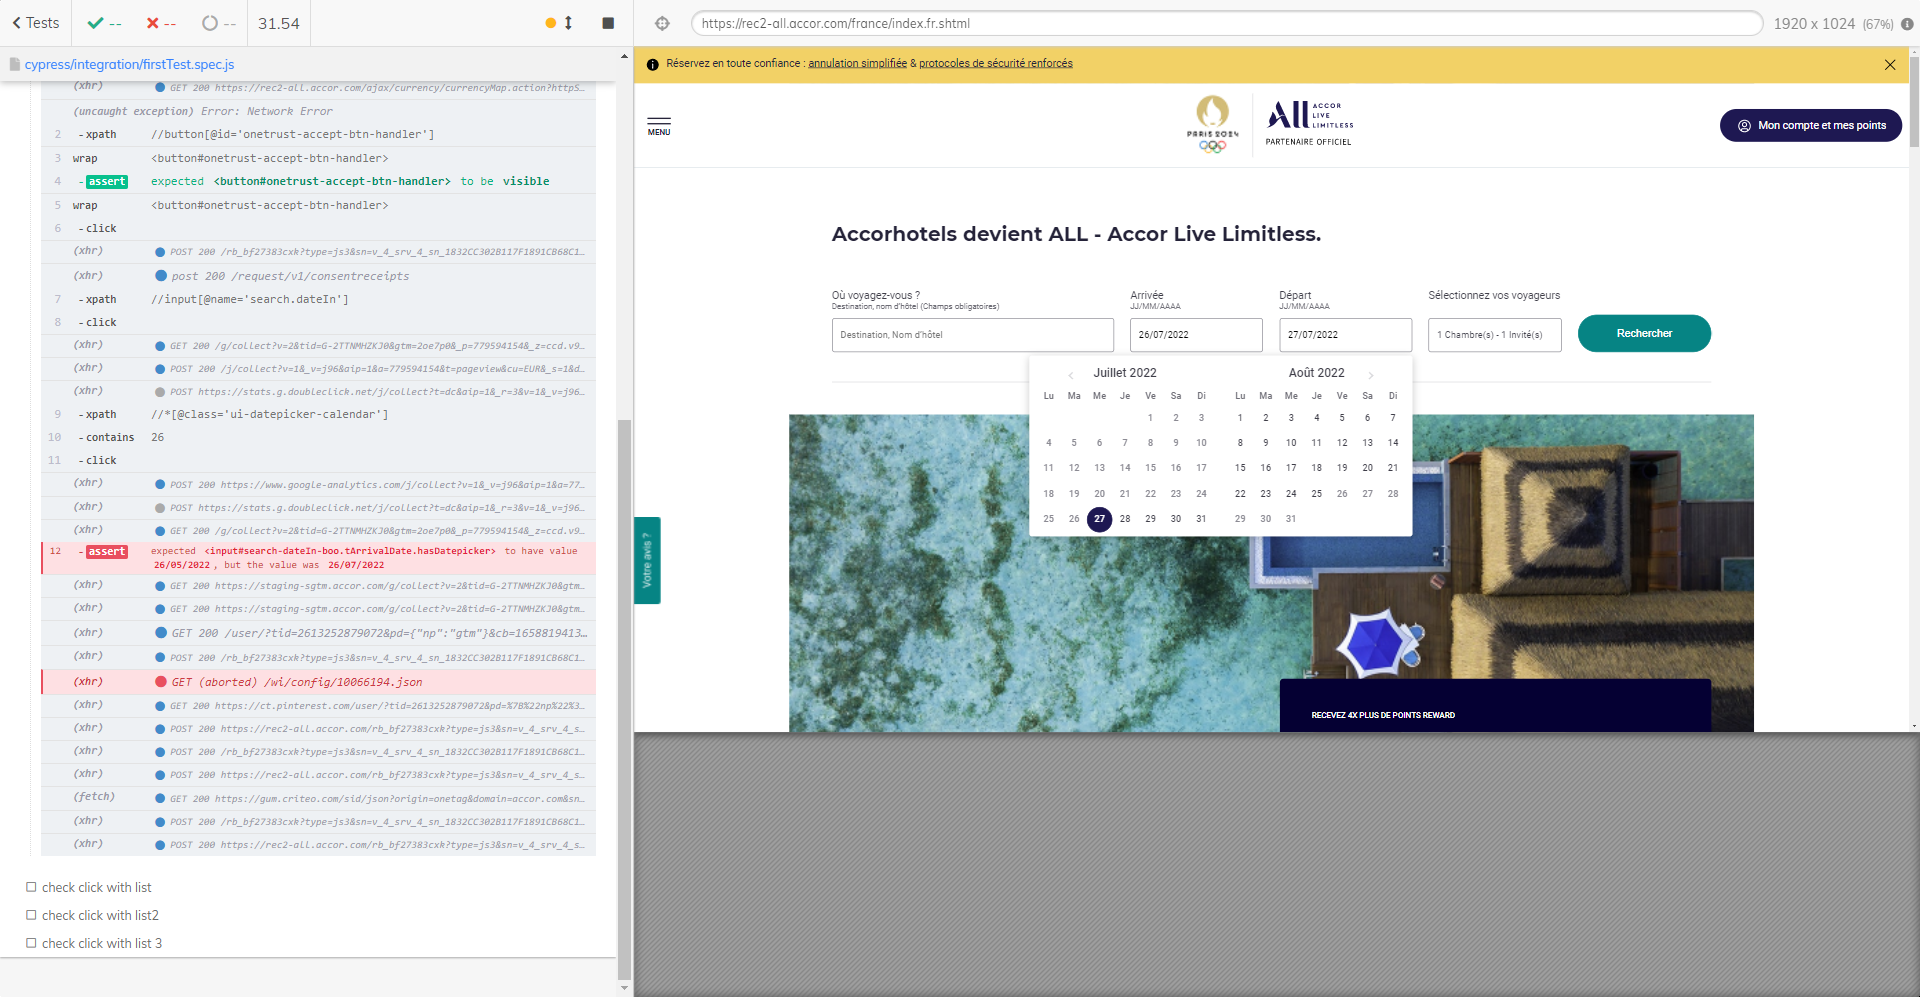 Tests
--
--
--
31.54
cypress/integration/firstTest.spec.js
(xhr) GET 200 https://rec2-all.accor.com/ajax/currency/currencyMap.action?httpS...
(uncaught exception) Error: Network Error
2 -xpath //button[@id='onetrust-accept-btn-handler']
3 wrap <button#onetrust-accept-btn-handler>
4 -assert expected <button#onetrust-accept-btn-handler> to be visible
5 wrap <button#onetrust-accept-btn-handler>
6 -click
(xhr) POST 200 /rb_bf27383cxk?type=js3&sn=v_4_srv_4_sn_1832CC302B117F1891CB68C1...
(xhr) post 200 /request/v1/consentreceipts
7 -xpath //input[@name='search.dateIn']
8 -click
(xhr) GET 200 /g/collect?v=2&tid=G-2TTNMHZKJ0&gtm=2oe7p0&_p=779594154&_z=ccd.v9...
(xhr) POST 200 /j/collect?v=1&_v=j96&aip=1&a=779594154&t=pageview&cu=EUR&_s=1&d...
(xhr) POST https://stats.g.doubleclick.net/j/collect?t=dc&aip=1&_r=3&v=1&_v=j96...
9 -xpath //*[@class='ui-datepicker-calendar']
10 -contains 26
11 -click
(xhr) POST 200 https://www.google-analytics.com/j/collect?v=1&_v=j96&aip=1&a=77...
(xhr) POST https://stats.g.doubleclick.net/j/collect?t=dc&aip=1&_r=3&v=1&_v=j96...
(xhr) GET 200 /g/collect?v=2&tid=G-2TTNMHZKJ0&gtm=2oe7p0&_p=779594154&_z=ccd.v9...
12 -assert expected <input#search-dateIn-boo.tArrivalDate.hasDatepicker> to have value
26/05/2022, but the value was 26/07/2022
(xhr) GET 200 https://staging-sgtm.accor.com/g/collect?v=2&tid=G-2TTNMHZKJ0&gtm...
(xhr) GET 200 https://staging-sgtm.accor.com/g/collect?v=2&tid=G-2TTNMHZKJ0&gtm...
(xhr) GET 200 /user/?tid=2613252879072&pd={"np":"gtm"}&cb=1658819413...
(xhr) POST 200 /rb_bf27383cxk?type=js3&sn=v_4_srv_4_sn_1832CC302B117F1891CB68C1...
(xhr) GET (aborted) /wi/config/10066194.json
(xhr) GET 200 https://ct.pinterest.com/user/?tid=2613252879072&pd=%7B%22np%22%3...
(xhr) POST 200 https://rec2-all.accor.com/rb_bf27383cxk?type=js3&sn=v_4_srv_4_s...
(xhr) POST 200 /rb_bf27383cxk?type=js3&sn=v_4_srv_4_sn_1832CC302B117F1891CB68C1...
(xhr) POST 200 https://rec2-all.accor.com/rb_bf27383cxk?type=js3&sn=v_4_srv_4_s...
(fetch) GET 200 https://gum.criteo.com/sid/json?origin=onetag&domain=accor.com&sn...
(xhr) POST 200 /rb_bf27383cxk?type=js3&sn=v_4_srv_4_sn_1832CC302B117F1891CB68C1...
(xhr) POST 200 https://rec2-all.accor.com/rb_bf27383cxk?type=js3&sn=v_4_srv_4_s...
check click with list
check click with list2
check click with list 3
https://rec2-all.accor.com/france/index.fr.shtml
1920 x 1024 (67%)
Réservez en toute confiance : annulation simplifiée & protocoles de sécurité renforcés
MENU
PARIS 2024
ALL ACCOR LIVE LIMITLESS
PARTENAIRE OFFICIEL
Mon compte et mes points
Accorhotels devient ALL - Accor Live Limitless.
Où voyagez-vous ?
Destination, nom d'hôtel (Champs obligatoires)
Destination, Nom d'hôtel
Arrivée
JJ/MM/AAAA
26/07/2022
Départ
JJ/MM/AAAA
27/07/2022
Sélectionnez vos voyageurs
1 Chambre(s) - 1 Invité(s)
Rechercher
Juillet 2022
Lu Ma Me Je Ve Sa Di
1 2 3
4 5 6 7 8 9 10
11 12 13 14 15 16 17
18 19 20 21 22 23 24
25 26 27 28 29 30 31
Août 2022
Lu Ma Me Je Ve Sa Di
1 2 3 4 5 6 7
8 9 10 11 12 13 14
15 16 17 18 19 20 21
22 23 24 25 26 27 28
29 30 31
Votre avis ?
RECEVEZ 4X PLUS DE POINTS REWARD